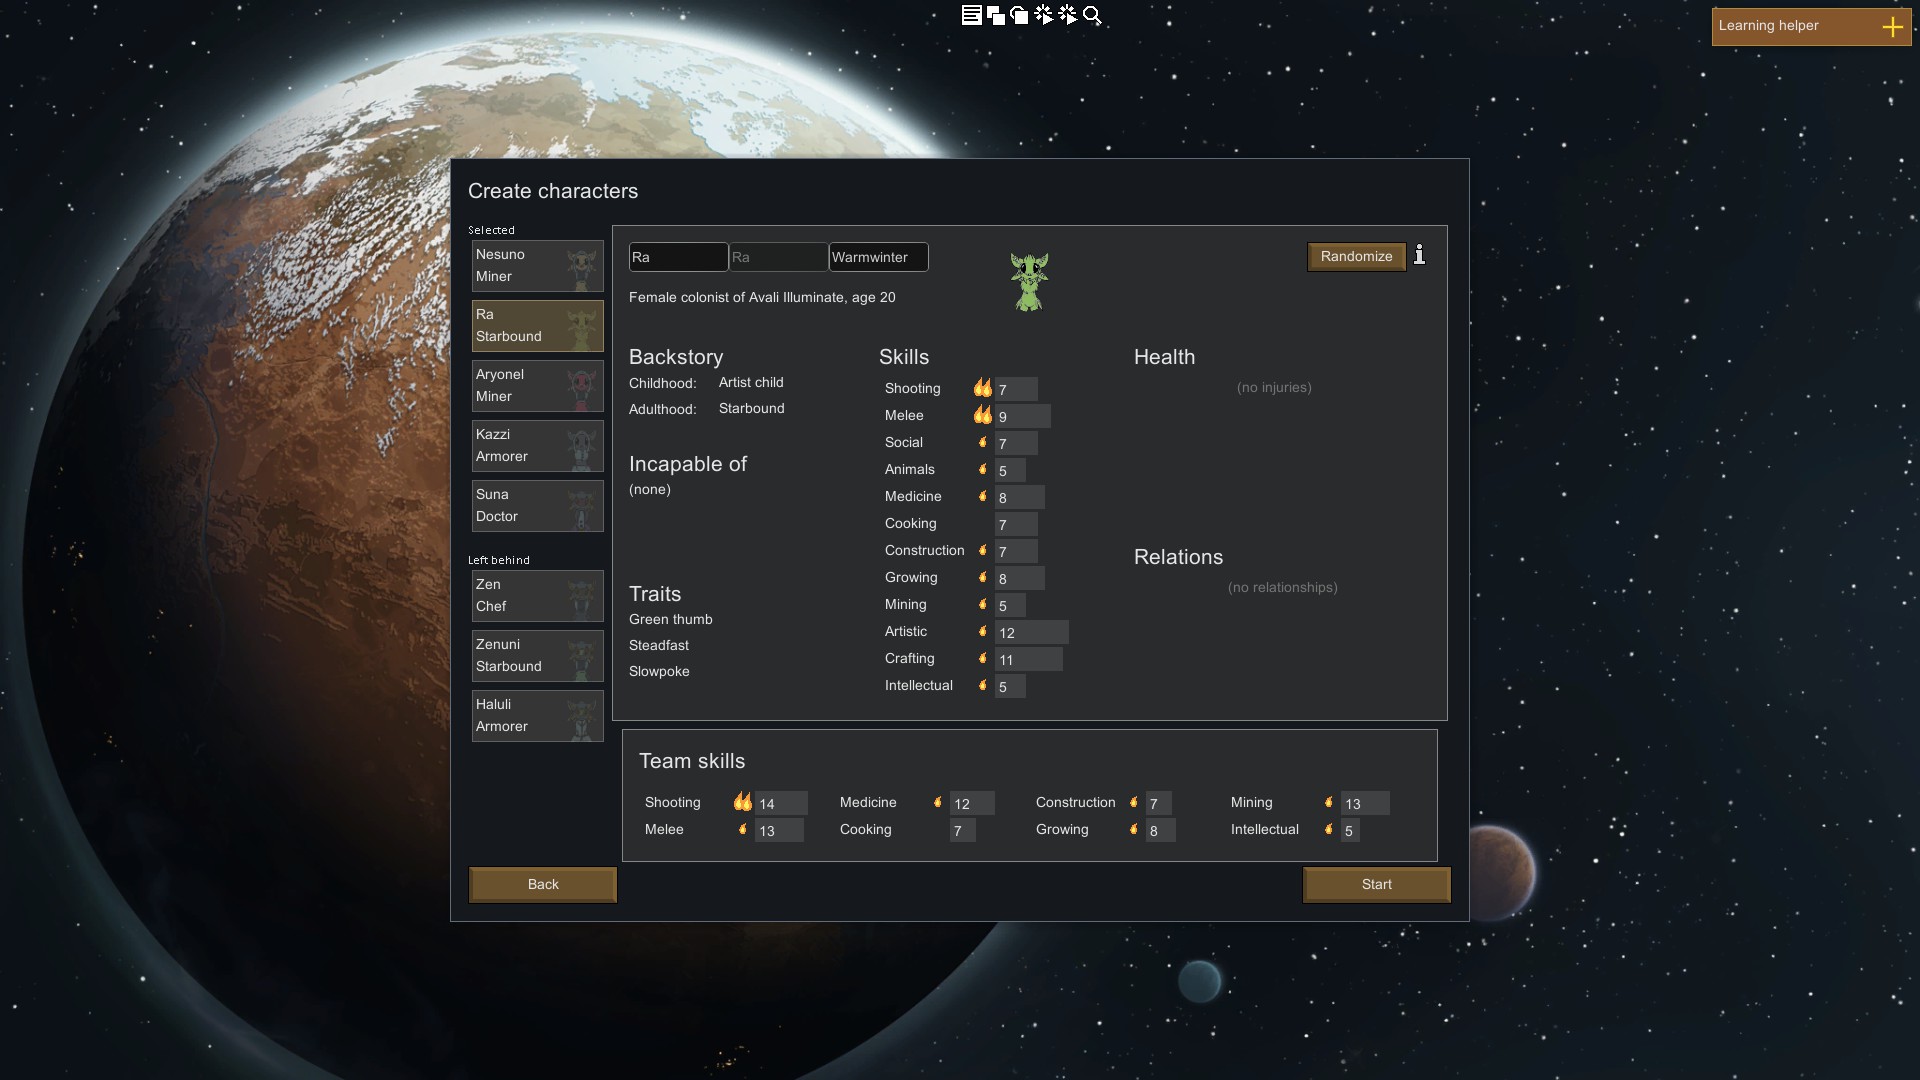 Learning helper
Create characters
Selected
Nesuno
Miner
Ra
Starbound
Aryonel
Miner
Kazzi
Armorer
Suna
Doctor
Left behind
Zen
Chef
Zenuni
Starbound
Haluli
Armorer
Ra Ra Warmwinter
Randomize
Female colonist of Avali Illuminate, age 20
Backstory
Childhood: Artist child
Adulthood: Starbound
Incapable of
(none)
Traits
Green thumb
Steadfast
Slowpoke
Skills
Shooting 7
Melee 9
Social 7
Animals 5
Medicine 8
Cooking 7
Construction 7
Growing 8
Mining 5
Artistic 12
Crafting 11
Intellectual 5
Health
(no injuries)
Relations
(no relationships)
Team skills
Shooting 14 Medicine 12 Construction 7 Mining 13
Melee 13 Cooking 7 Growing 8 Intellectual 5
Back
Start